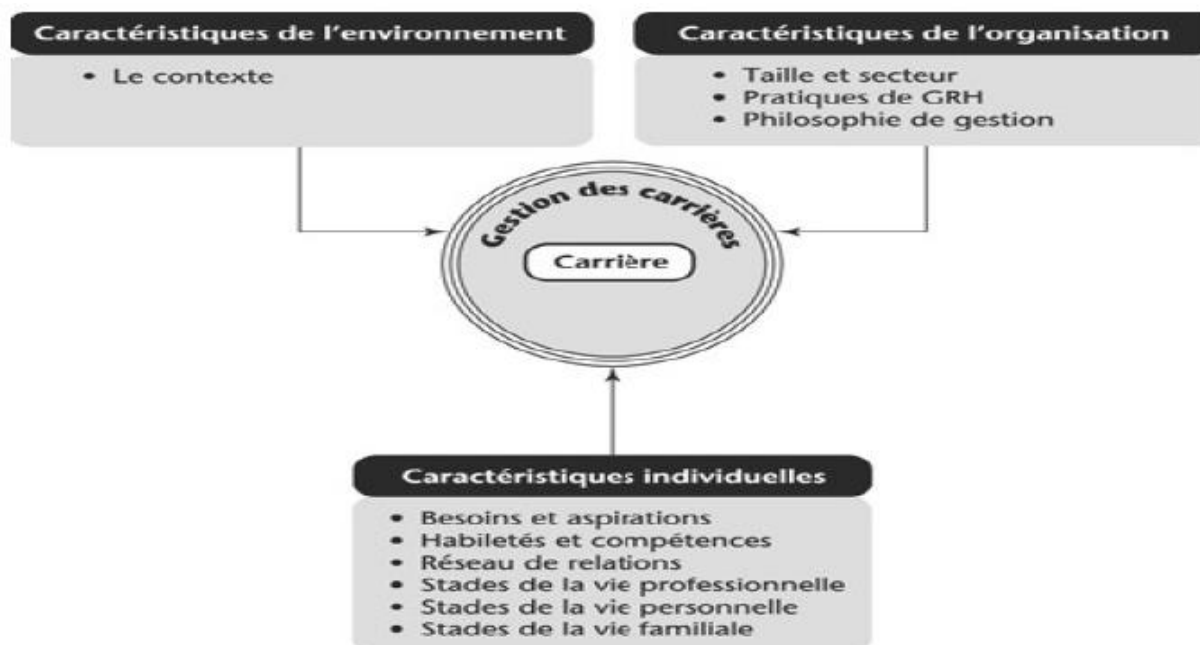 Caractéristiques de l'environnement
• Le contexte
Caractéristiques de l'organisation
• Taille et secteur
• Pratiques de GRH
• Philosophie de gestion
Gestion des carrières
Carrière
Caractéristiques individuelles
• Besoins et aspirations
• Habiletés et compétences
• Réseau de relations
• Stades de la vie professionnelle
• Stades de la vie personnelle
• Stades de la vie familiale